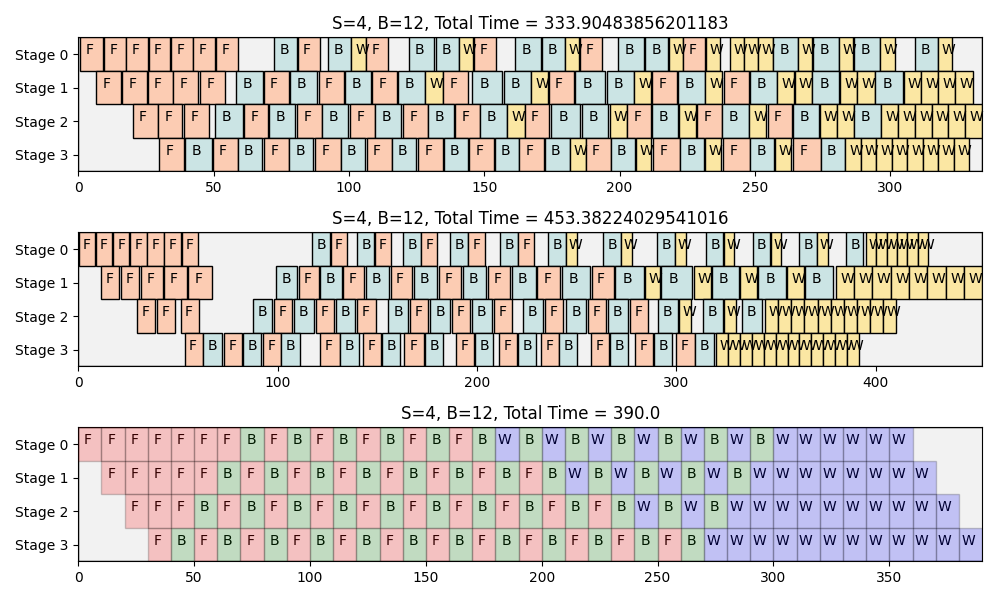 S=4, B=12, Total Time = 333.90483856201183
Stage 0 F F F F F F F B F B W F B B W F B B W F B B W F W W W W B W B W B W B W
Stage 1 F F F F F B F B F B F B W F B B W F B B W F B W F B W W B W W B W W W W
Stage 2 F F F B F B F B F B F B F B W F B B W F B W F B W F B W W B W W W W W W
Stage 3 F B F B F B F B F B F B F B F B W F B W F B W F B W F B W W W W W W W W
0 50 100 150 200 250 300
S=4, B=12, Total Time = 453.38224029541016
Stage 0 F F F F F F F B F B F B F B F B F B W B W B W B W B W B W B W W W W W W
Stage 1 F F F F F B F B F B F B F B F B F B F B W B W B W B W B W W W W W W W W
Stage 2 F F F B F B F B F B F B F B F B F B F B F B W B W B W W W W W W W W W W
Stage 3 F B F B F B F B F B F B F B F B F B F B F B F B W W W W W W W W W W W W
0 100 200 300 400
S=4, B=12, Total Time = 390.0
Stage 0 F F F F F F F B F B F B F B F B F B W B W B W B W B W B W B W W W W W W
Stage 1 F F F F F B F B F B F B F B F B F B F B W B W B W B W B W W W W W W W W
Stage 2 F F F B F B F B F B F B F B F B F B F B F B W B W B W W W W W W W W W W
Stage 3 F B F B F B F B F B F B F B F B F B F B F B F B W W W W W W W W W W W W
0 50 100 150 200 250 300 350